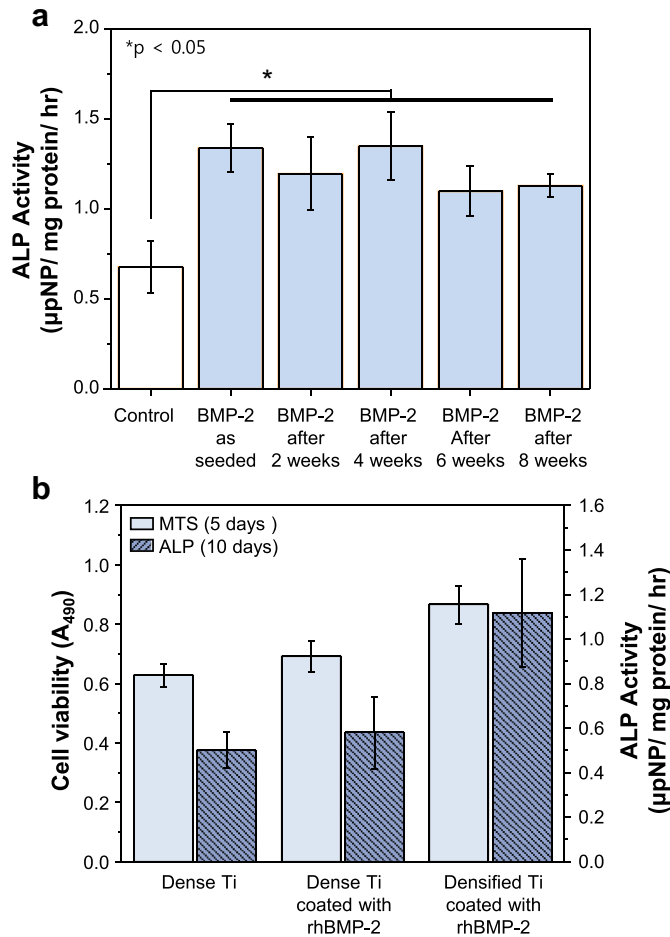 a
*p < 0.05
*
ALP Activity
(µpNP/ mg protein/ hr)
2.0
1.5
1.0
0.5
0.0
Control
BMP-2
as
seeded
BMP-2
after
2 weeks
BMP-2
after
4 weeks
BMP-2
After
6 weeks
BMP-2
after
8 weeks
b
MTS (5 days )
ALP (10 days)
Cell viability (A490)
1.2
1.0
0.8
0.6
0.4
0.2
0.0
1.6
1.4
1.2
1.0
0.8
0.6
0.4
0.2
0.0
ALP Activity
(µpNP/ mg protein/ hr)
Dense Ti
Dense Ti
coated with
rhBMP-2
Densified Ti
coated with
rhBMP-2